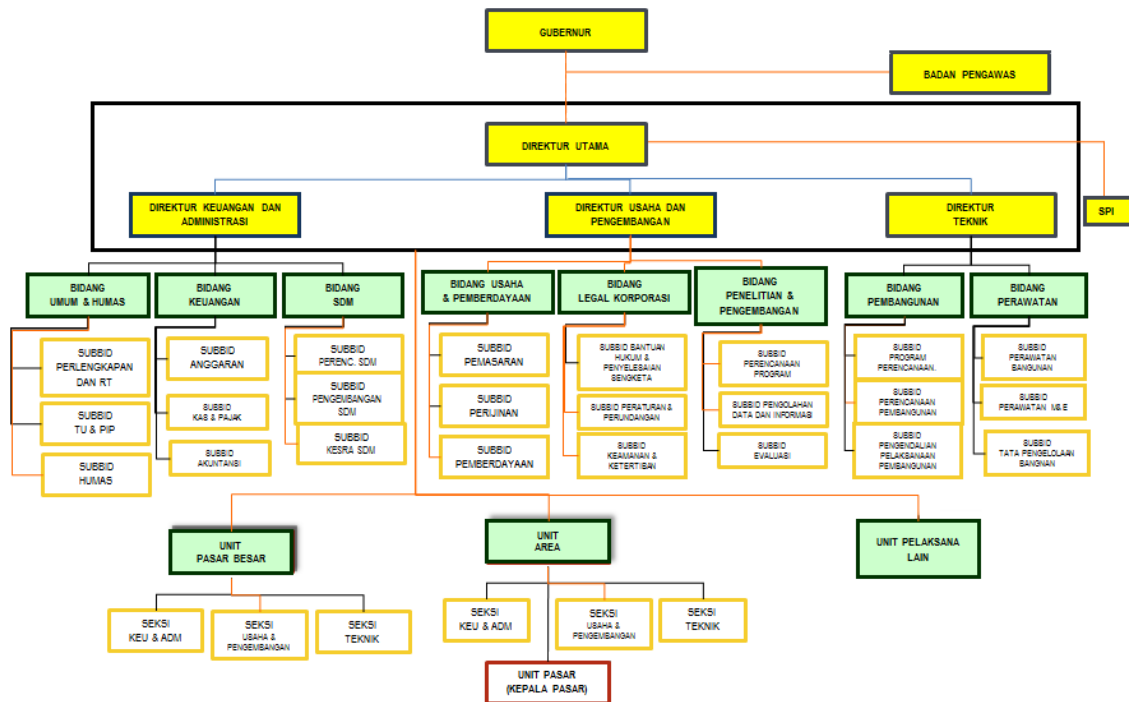 GUBERNUR
BADAN PENGAWAS
DIREKTUR UTAMA
DIREKTUR KEUANGAN DAN
ADMINISTRASI
DIREKTUR USAHA DAN
PENGEMBANGAN
DIREKTUR
TEKNIK
SPI
BIDANG
UMUM & HUMAS
BIDANG
KEUANGAN
BIDANG
SDM
BIDANG USAHA
& PEMBERDAYAAN
BIDANG
LEGAL KORPORASI
BIDANG
PENELITIAN &
PENGEMBANGAN
BIDANG
PEMBANGUNAN
BIDANG
PERAWATAN
SUBBID
PERLENGKAPAN
DAN RT
SUBBID
TU & PIP
SUBBID
HUMAS
SUBBID
ANGGARAN
SUBBID
KAS & PAJAK
SUBBID
AKUNTANSI
SUBBID
PERENC. SDM
SUBBID
PENGEMBANGAN
SDM
SUBBID
KESRA SDM
SUBBID
PEMASARAN
SUBBID
PERIJINAN
SUBBID
PEMBERDAYAAN
SUBBID BANTUAN
HUKUM &
PENYELESAIAN
SENGKETA
SUBBID PERATURAN &
PERUNDANGAN
SUBBID
KEAMANAN &
KETERTIBAN
SUBBID
PERENCANAAN
PROGRAM
SUBBID PENGOLAHAN
DATA DAN INFORMASI
SUBBID
EVALUASI
SUBBID
PROGRAM
PERENCANAAN.
SUBBID
PERENCANAAN
PEMBANGUNAN
SUBBID
PENGENDALIAN
PELAKSANAAN
PEMBANGUNAN
SUBBID
PERAWATAN
BANGUNAN
SUBBID
PERAWATAN M&E
SUBBID
TATA PENGELOLAAN
BANGNAN
UNIT
PASAR BESAR
UNIT
AREA
UNIT PELAKSANA
LAIN
SEKSI
KEU & ADM
SEKSI
USAHA &
PENGEMBANGAN
SEKSI
TEKNIK
SEKSI
KEU & ADM
SEKSI
USAHA &
PENGEMBANGAN
SEKSI
TEKNIK
UNIT PASAR
(KEPALA PASAR)